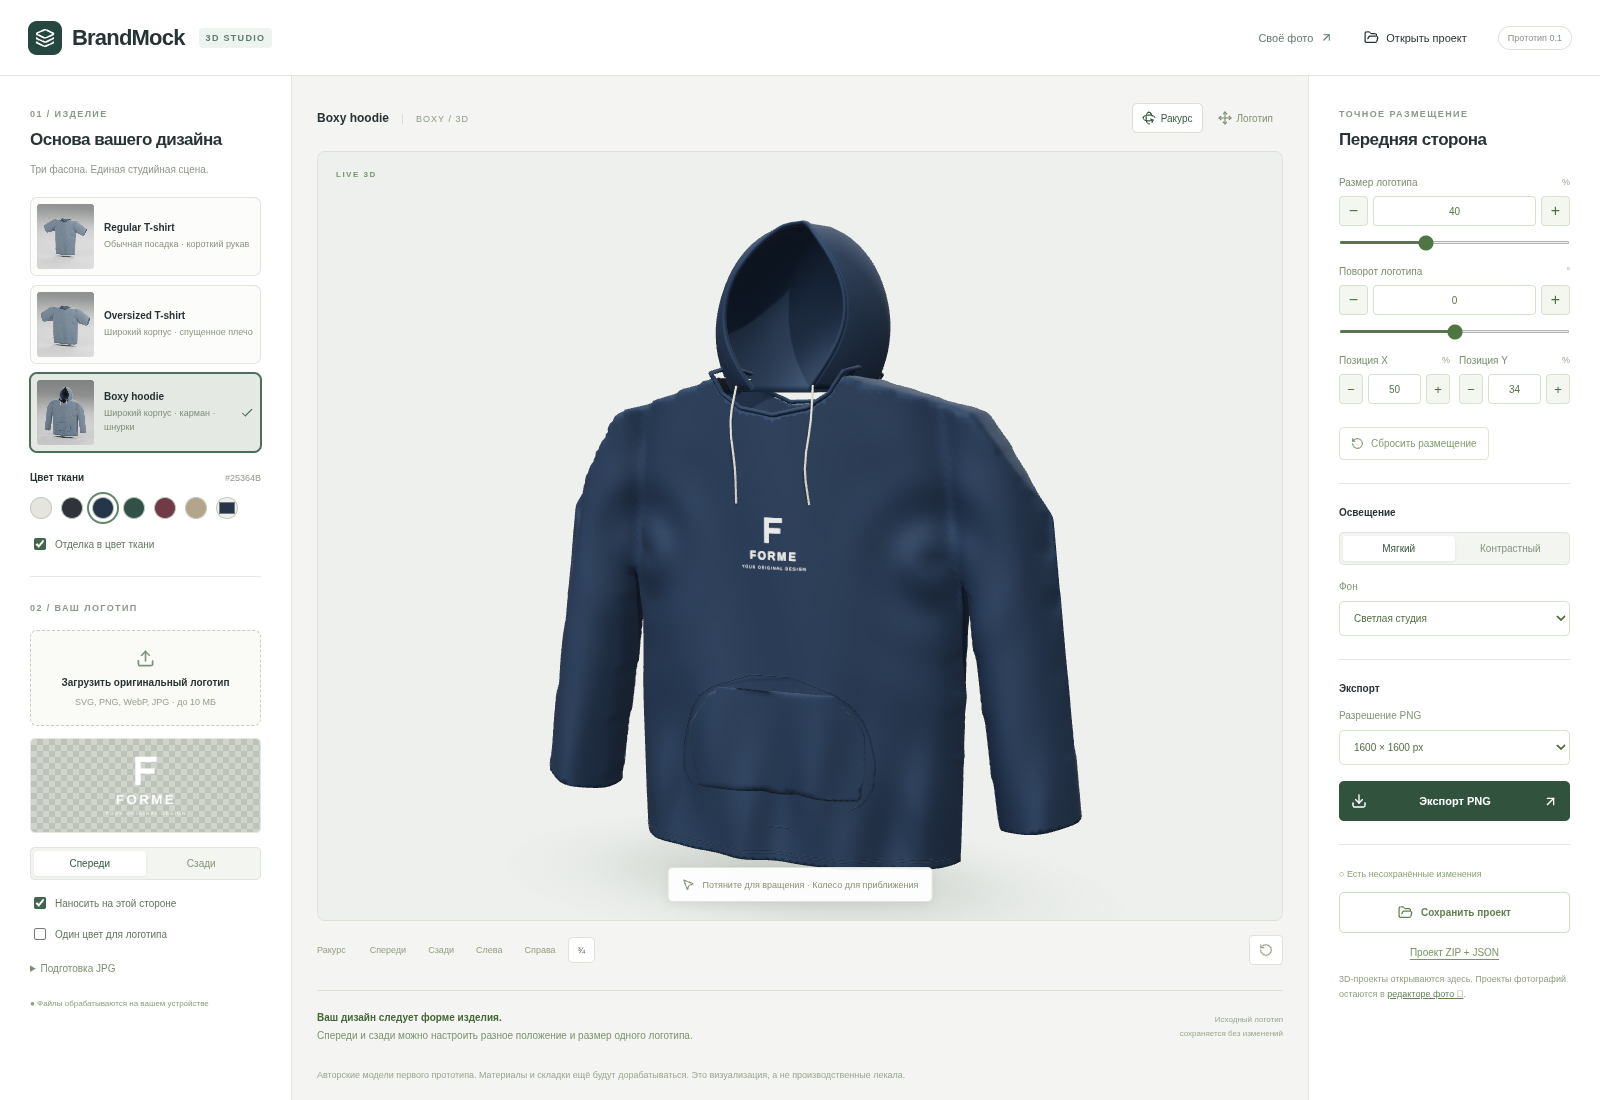 BrandMock
3D STUDIO
Своё фото
Открыть проект
Прототип 0.1
01 / ИЗДЕЛИЕ
Основа вашего дизайна
Три фасона. Единая студийная сцена.
Regular T-shirt
Обычная посадка · короткий рукав
Oversized T-shirt
Широкий корпус · спущенное плечо
Boxy hoodie
Широкий корпус · карман ·
шнурки
Цвет ткани
#25364B
Отделка в цвет ткани
02 / ВАШ ЛОГОТИП
Загрузить оригинальный логотип
SVG, PNG, WebP, JPG · до 10 МБ
F
FORME
YOUR ORIGINAL DESIGN
Спереди
Сзади
Наносить на этой стороне
Один цвет для логотипа
Подготовка JPG
Файлы обрабатываются на вашем устройстве
Boxy hoodie
BOXY / 3D
Ракурс
Логотип
LIVE 3D
F
FORME
YOUR ORIGINAL DESIGN
Потяните для вращения · Колесо для приближения
Ракурс
Спереди
Сзади
Слева
Справа
¾
Ваш дизайн следует форме изделия.
Спереди и сзади можно настроить разное положение и размер одного логотипа.
Исходный логотип
сохраняется без изменений
Авторские модели первого прототипа. Материалы и складки ещё будут дорабатываться. Это визуализация, а не производственные лекала.
ТОЧНОЕ РАЗМЕЩЕНИЕ
Передняя сторона
Размер логотипа
%
− 40 +
Поворот логотипа
°
− 0 +
Позиция X %
Позиция Y %
− 50 +
− 34 +
Сбросить размещение
Освещение
Мягкий
Контрастный
Фон
Светлая студия
Экспорт
Разрешение PNG
1600 × 1600 px
Экспорт PNG
○ Есть несохранённые изменения
Сохранить проект
Проект ZIP + JSON
3D-проекты открываются здесь. Проекты фотографий
остаются в редакторе фото.